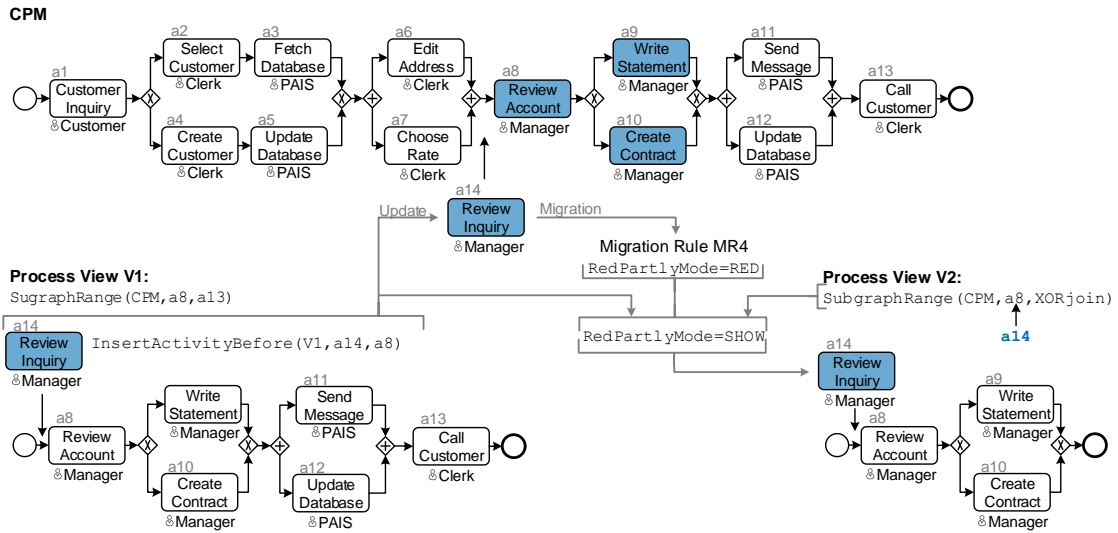 CPM
a1
Customer
Inquiry
Customer
a2
Select
Customer
Clerk
a3
Fetch
Database
PAIS
a4
Create
Customer
Clerk
a5
Update
Database
PAIS
a6
Edit
Address
Clerk
a7
Choose
Rate
Clerk
a8
Review
Account
Manager
a9
Write
Statement
Manager
a10
Create
Contract
Manager
a11
Send
Message
PAIS
a12
Update
Database
PAIS
a13
Call
Customer
Clerk
Update
a14
Review
Inquiry
Manager
Migration
Migration Rule MR4
RedPartlyMode=RED
RedPartlyMode=SHOW
Process View V1:
SugraphRange(CPM,a8,a13)
a14
Review
Inquiry
Manager
InsertActivityBefore(V1,a14,a8)
a8
Review
Account
Manager
Write
Statement
Manager
a10
Create
Contract
Manager
a11
Send
Message
PAIS
a12
Update
Database
PAIS
a13
Call
Customer
Clerk
Process View V2:
SubgraphRange(CPM,a8,XORjoin)
a14
a14
Review
Inquiry
Manager
a8
Review
Account
Manager
a9
Write
Statement
Manager
a10
Create
Contract
Manager